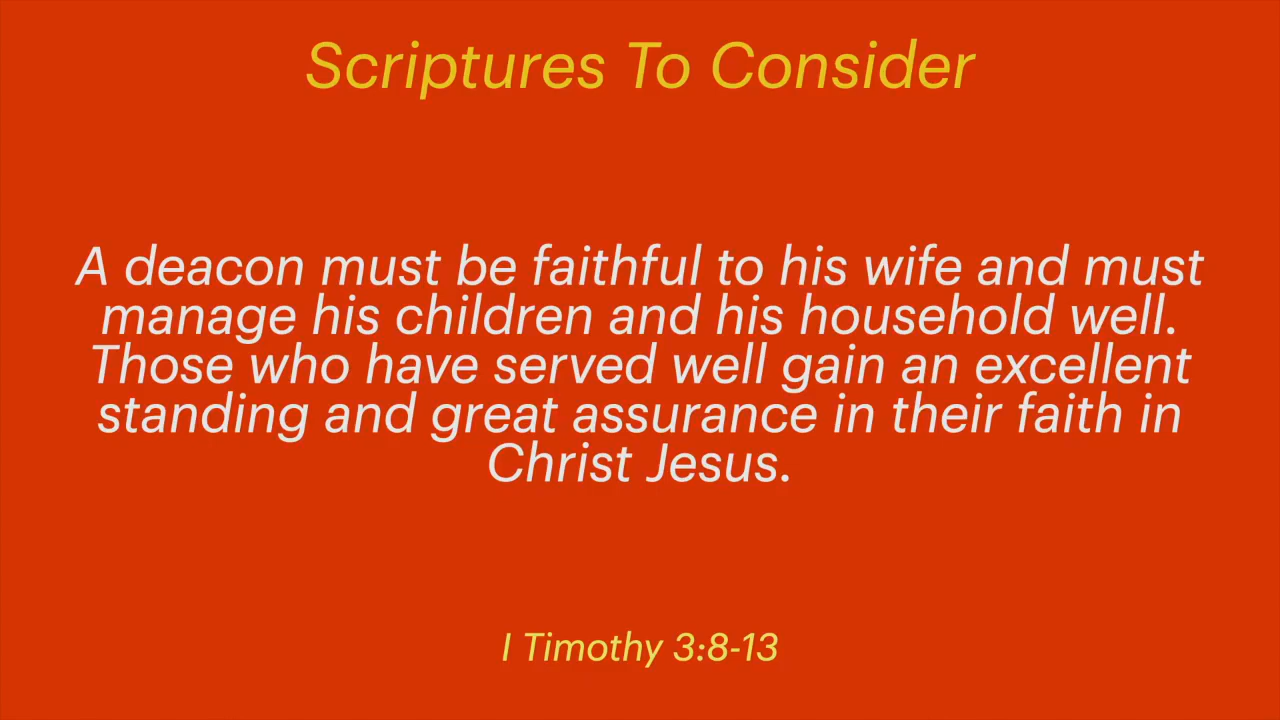 Scriptures To Consider
A deacon must be faithful to his wife and must
manage his children and his household well.
Those who have served well gain an excellent
standing and great assurance in their faith in
Christ Jesus.
I Timothy 3:8-13